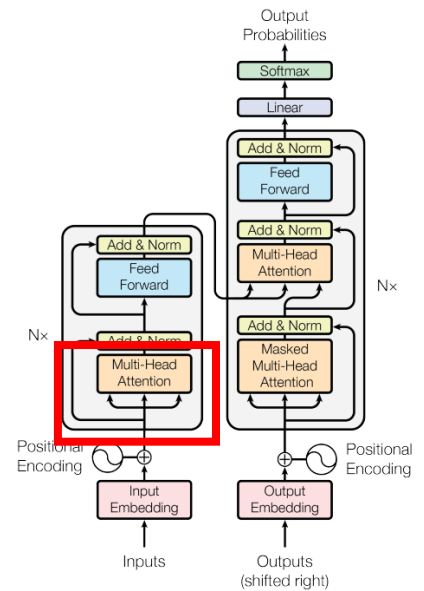 Output
Probabilities
Softmax
Linear
Add & Norm
Feed
Forward
Add & Norm
Multi-Head
Attention
Add & Norm
Masked
Multi-Head
Attention
N×
Positional
Encoding
Output
Embedding
Outputs
(shifted right)
Add & Norm
Feed
Forward
Add & Norm
Multi-Head
Attention
N×
Positional
Encoding
Input
Embedding
Inputs